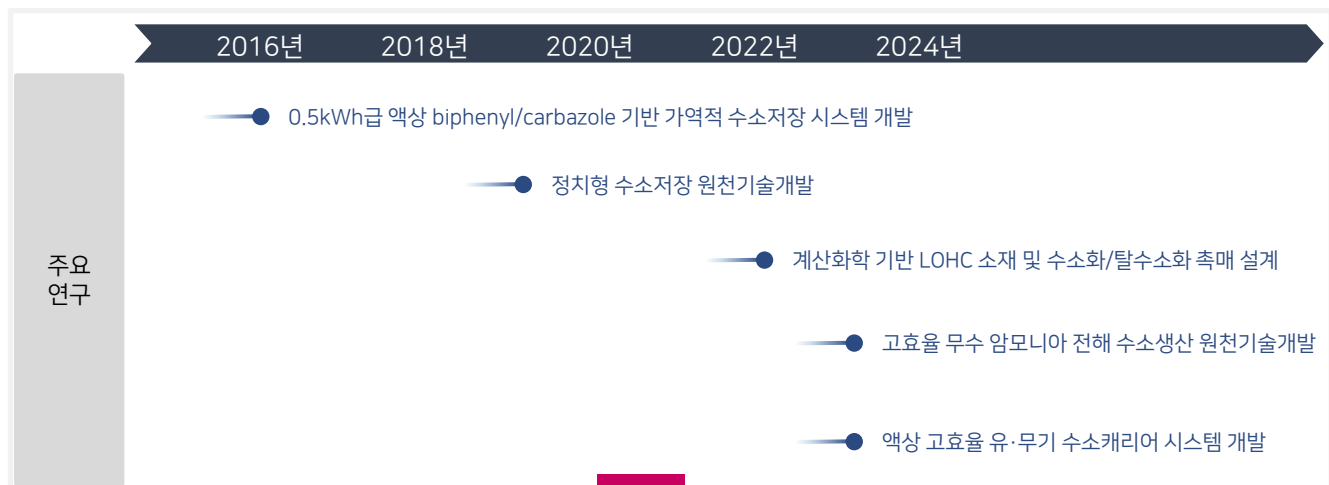 2016년 2018년 2020년 2022년 2024년
0.5kWh급 액상 biphenyl/carbazole 기반 가역적 수소저장 시스템 개발
정치형 수소저장 원천기술개발
주요
연구
계산화학 기반 LOHC 소재 및 수소화/탈수소화 촉매 설계
고효율 무수 암모니아 전해 수소생산 원천기술개발
액상 고효율 유·무기 수소캐리어 시스템 개발